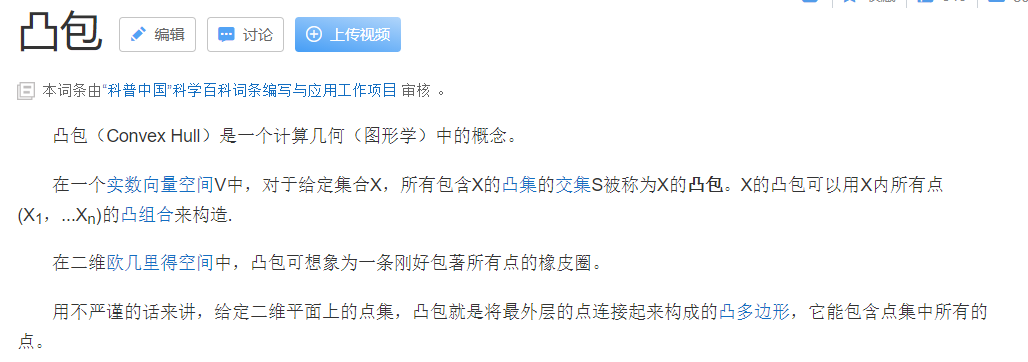 凸包 编辑 讨论 上传视频
本词条由“科普中国”科学百科词条编写与应用工作项目 审核 。
凸包（Convex Hull）是一个计算几何（图形学）中的概念。
在一个实数向量空间V中，对于给定集合X，所有包含X的凸集的交集S被称为X的凸包。X的凸包可以用X内所有点
(X1，...Xn)的凸组合来构造.
在二维欧几里得空间中，凸包可想象为一条刚好包著所有点的橡皮圈。
用不严谨的话来讲，给定二维平面上的点集，凸包就是将最外层的点连接起来构成的凸多边形，它能包含点集中所有的
点。